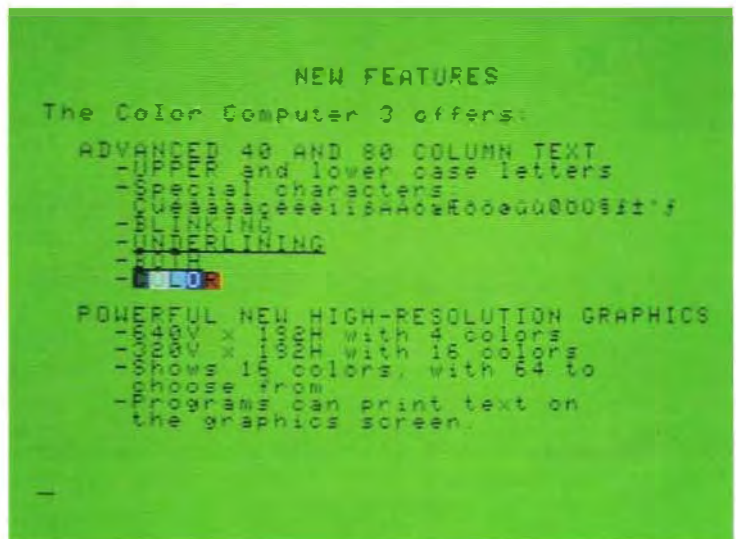 NEW FEATURES
The Color Computer 3 offers:
ADVANCED 40 AND 80 COLUMN TEXT
-UPPER and lower case letters
-Special characters
-BLINKING
-UNDERLINING
-BOTH
-COLOR
POWERFUL NEW HIGH-RESOLUTION GRAPHICS
-640V x 192H with 4 colors
-320V x 192H with 16 colors
-Shows 16 colors, with 64 to
choose from
-Programs can print text on
the graphics screen.